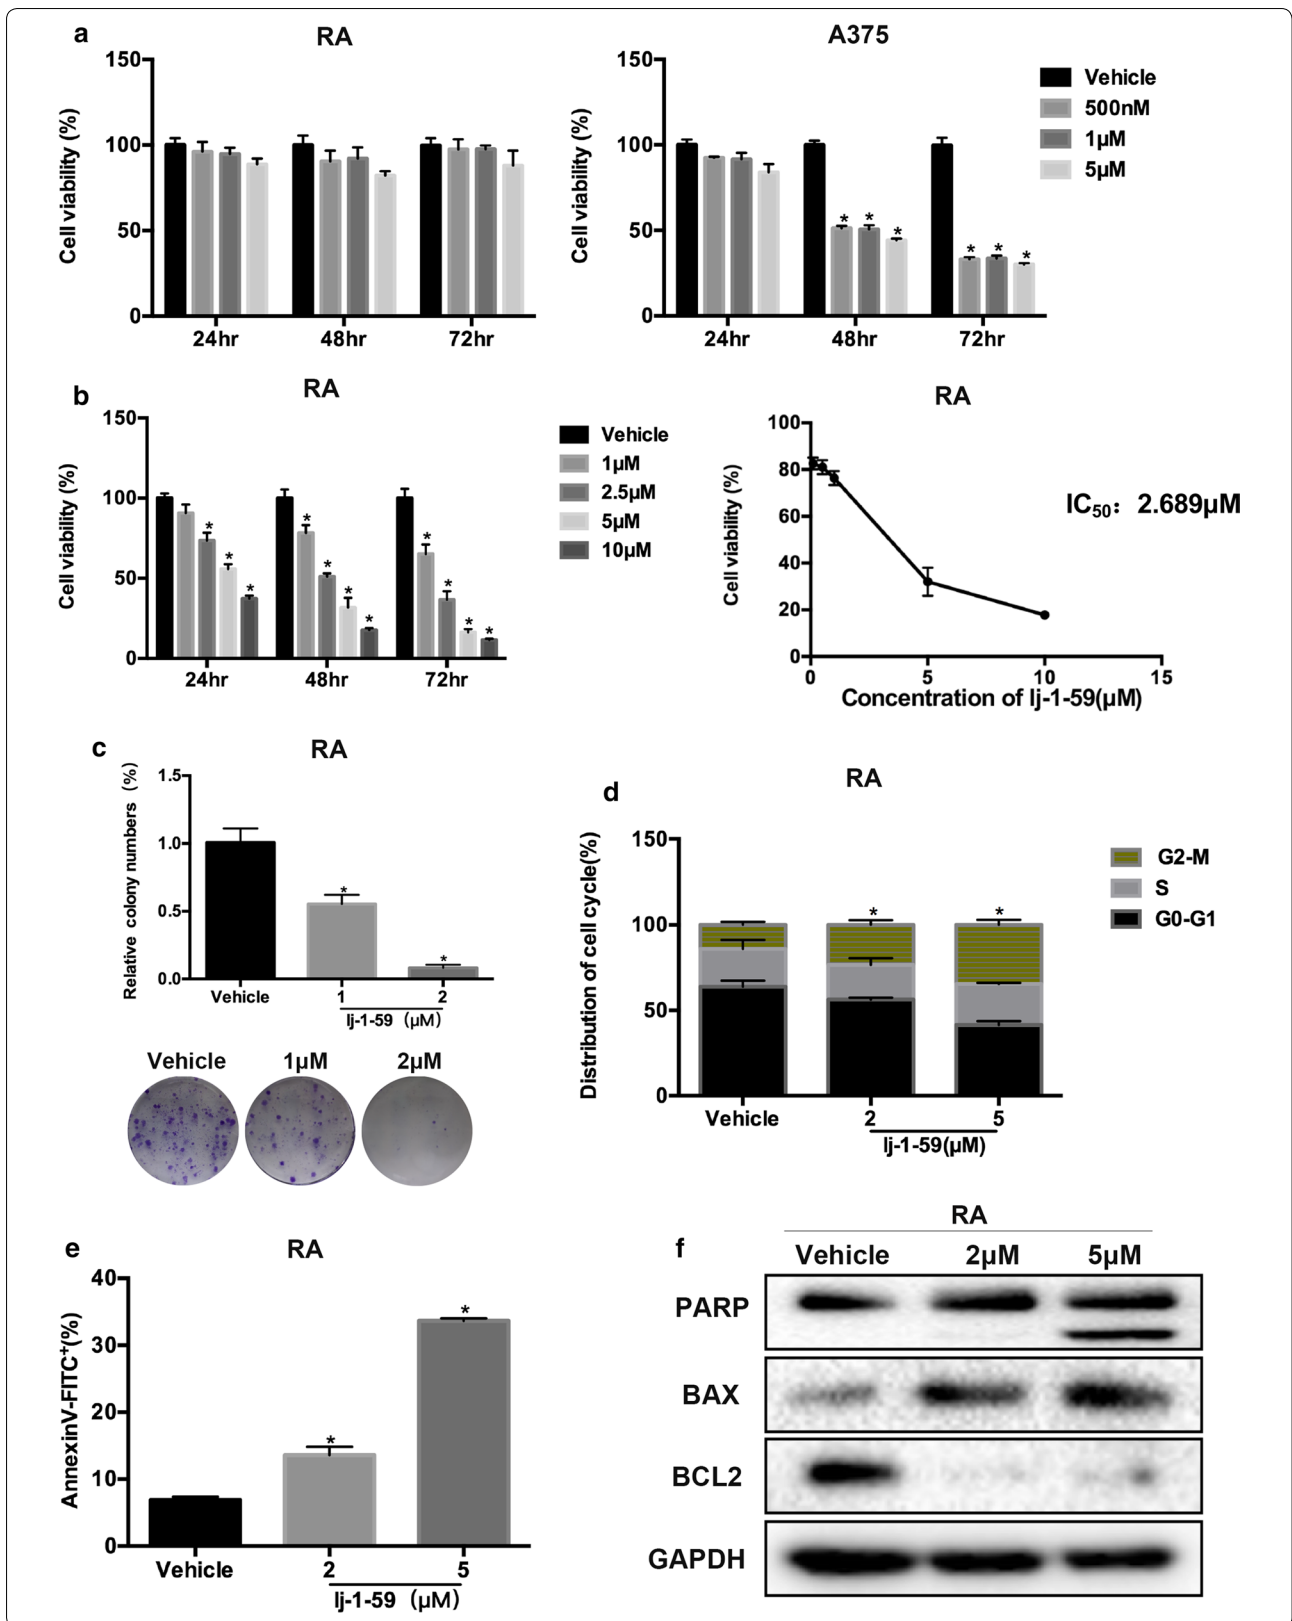 a
RA
Cell viability (%)
150
100
50
0
24hr 48hr 72hr
A375
Cell viability (%)
150
100
50
0
* * *
* * *
24hr 48hr 72hr
Vehicle
500nM
1μM
5μM
b
RA
Cell viability (%)
150
100
50
0
* * *
* * * *
* * * *
24hr 48hr 72hr
Vehicle
1μM
2.5μM
5μM
10μM
RA
Cell viability (%)
100
80
60
40
20
0
0 5 10 15
Concentration of lj-1-59(μM)
IC50: 2.689μM
c
RA
Relative colony numbers (%)
1.5
1.0
0.5
0.0
* *
Vehicle 1 2
lj-1-59 (μM)
Vehicle 1μM 2μM
d
RA
Distribution of cell cycle(%)
150
100
50
0
* *
Vehicle 2 5
lj-1-59(μM)
G2-M
S
G0-G1
e
RA
AnnexinV-FITC+(%)
40
30
20
10
0
* *
Vehicle 2 5
lj-1-59 (μM)
f
RA
Vehicle 2μM 5μM
PARP
BAX
BCL2
GAPDH